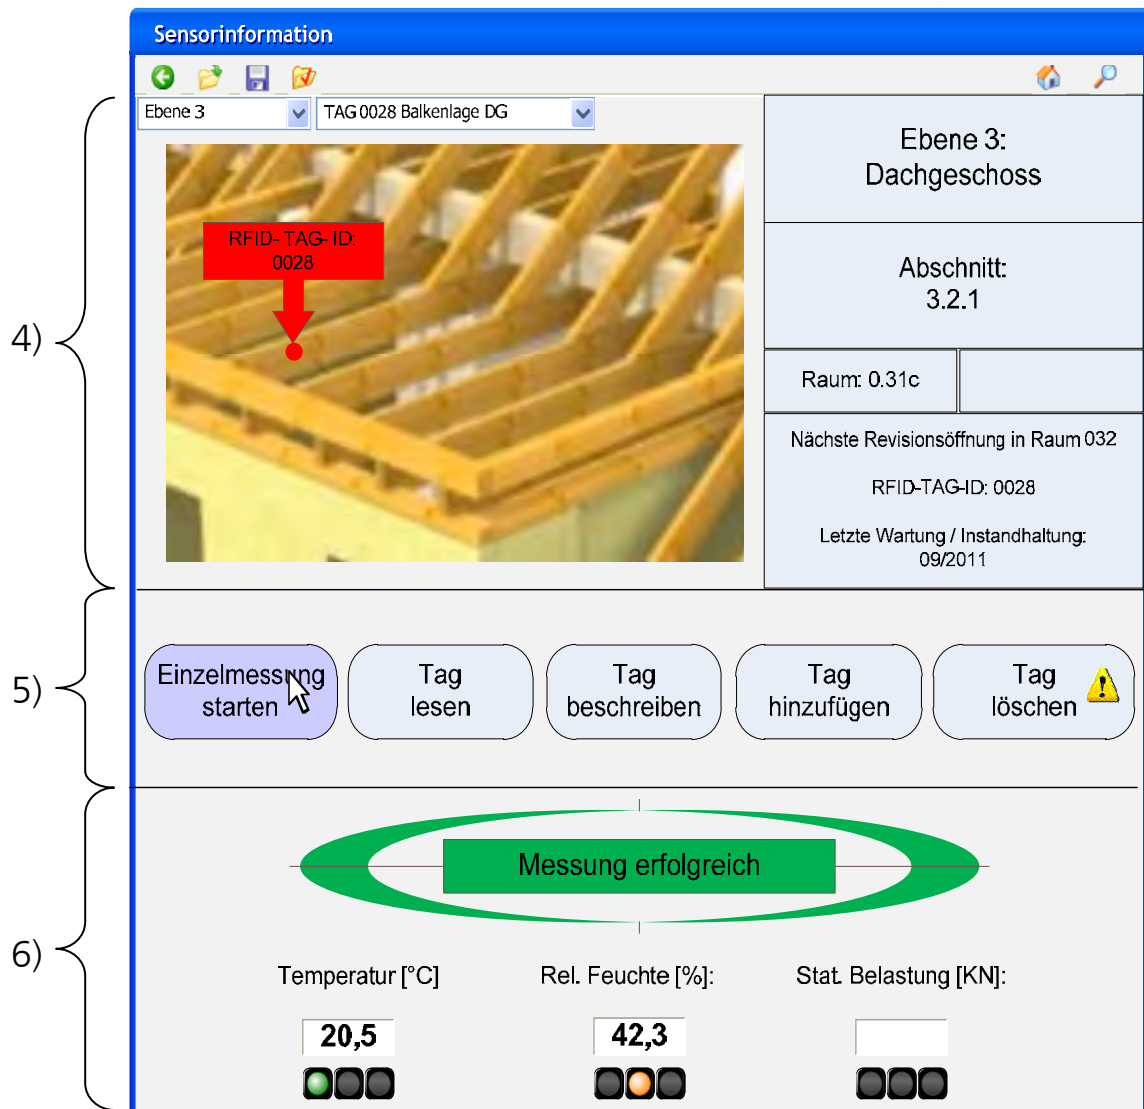 Sensorinformation
Ebene 3
TAG 0028 Balkenlage DG
RFID-TAG-ID:
0028
Ebene 3:
Dachgeschoss
Abschnitt:
3.2.1
Raum: 0.31c
Nächste Revisionsöffnung in Raum 032
RFID-TAG-ID: 0028
Letzte Wartung / Instandhaltung:
09/2011
4)
Einzelmessung
starten
Tag
lesen
Tag
beschreiben
Tag
hinzufügen
Tag
löschen
5)
Messung erfolgreich
6)
Temperatur [°C]
Rel. Feuchte [%]:
Stat. Belastung [KN]:
20,5
42,3